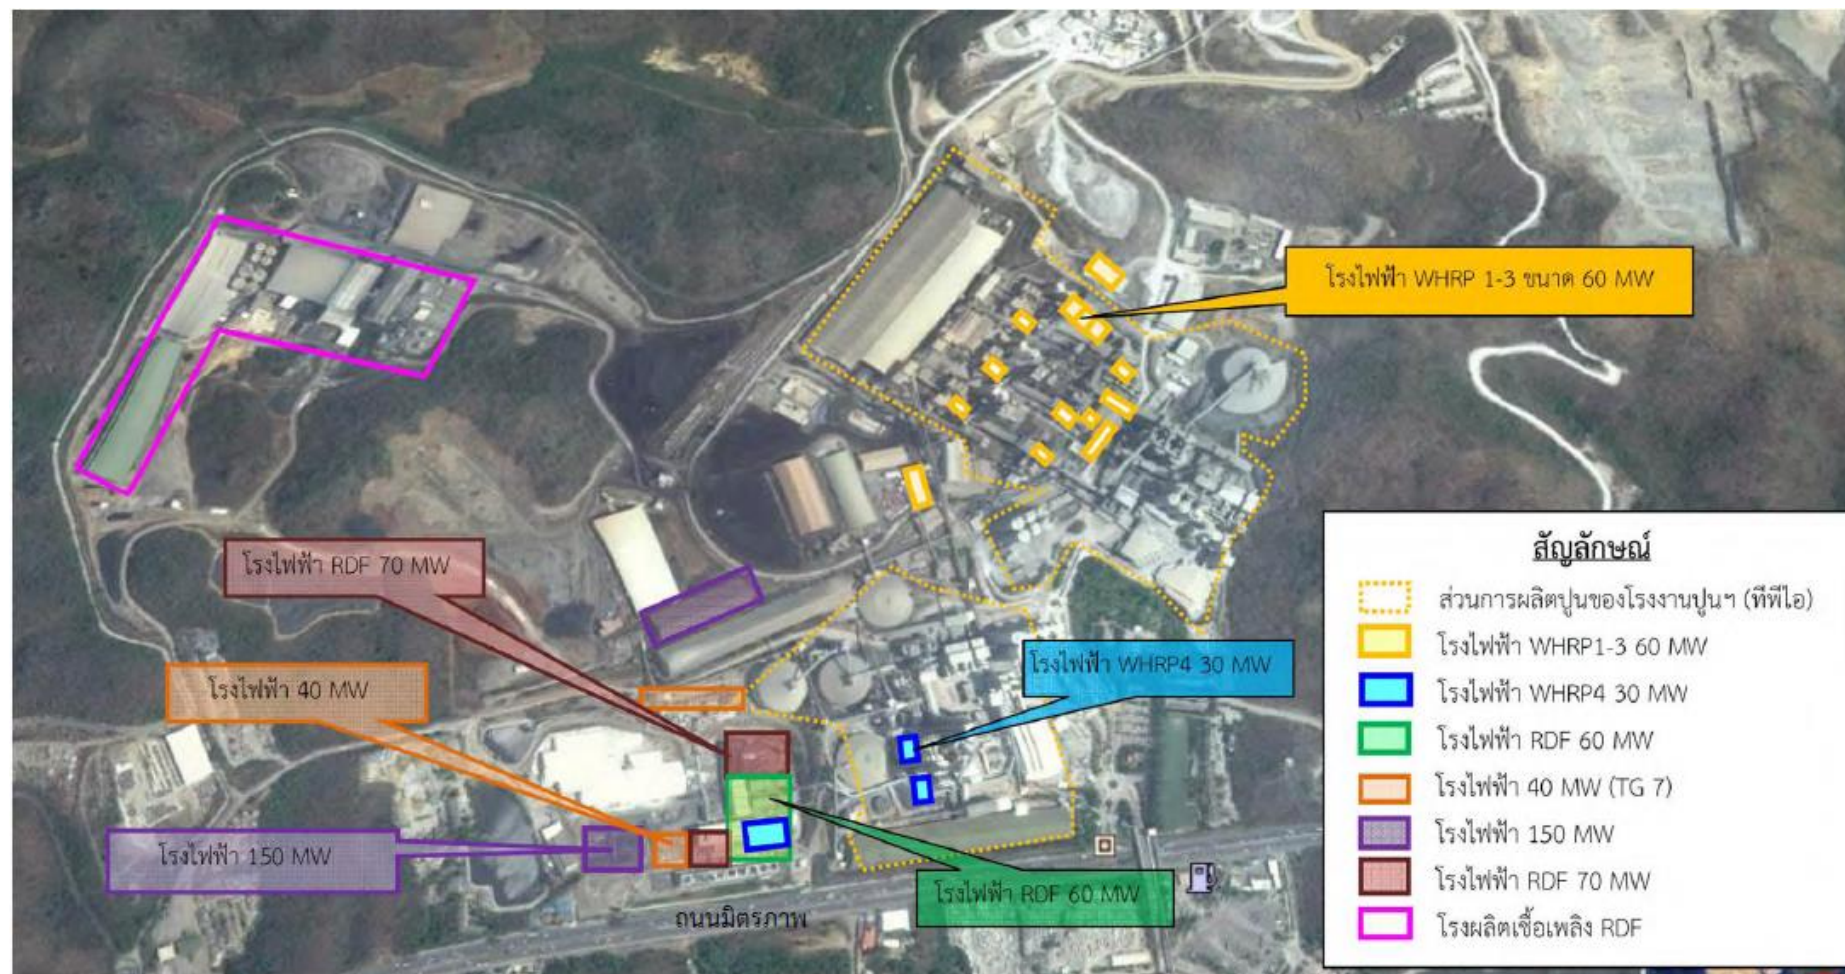 โรงไฟฟ้า WHRP 1-3 ขนาด 60 MW
โรงไฟฟ้า RDF 70 MW
โรงไฟฟ้า WHRP4 30 MW
โรงไฟฟ้า 40 MW
โรงไฟฟ้า 150 MW
โรงไฟฟ้า RDF 60 MW
ถนนมิตรภาพ
สัญลักษณ์
ส่วนการผลิตปูนของโรงงานปูนฯ (ทีพีไอ)
โรงไฟฟ้า WHRP1-3 60 MW
โรงไฟฟ้า WHRP4 30 MW
โรงไฟฟ้า RDF 60 MW
โรงไฟฟ้า 40 MW (TG 7)
โรงไฟฟ้า 150 MW
โรงไฟฟ้า RDF 70 MW
โรงผลิตเชื้อเพลิง RDF